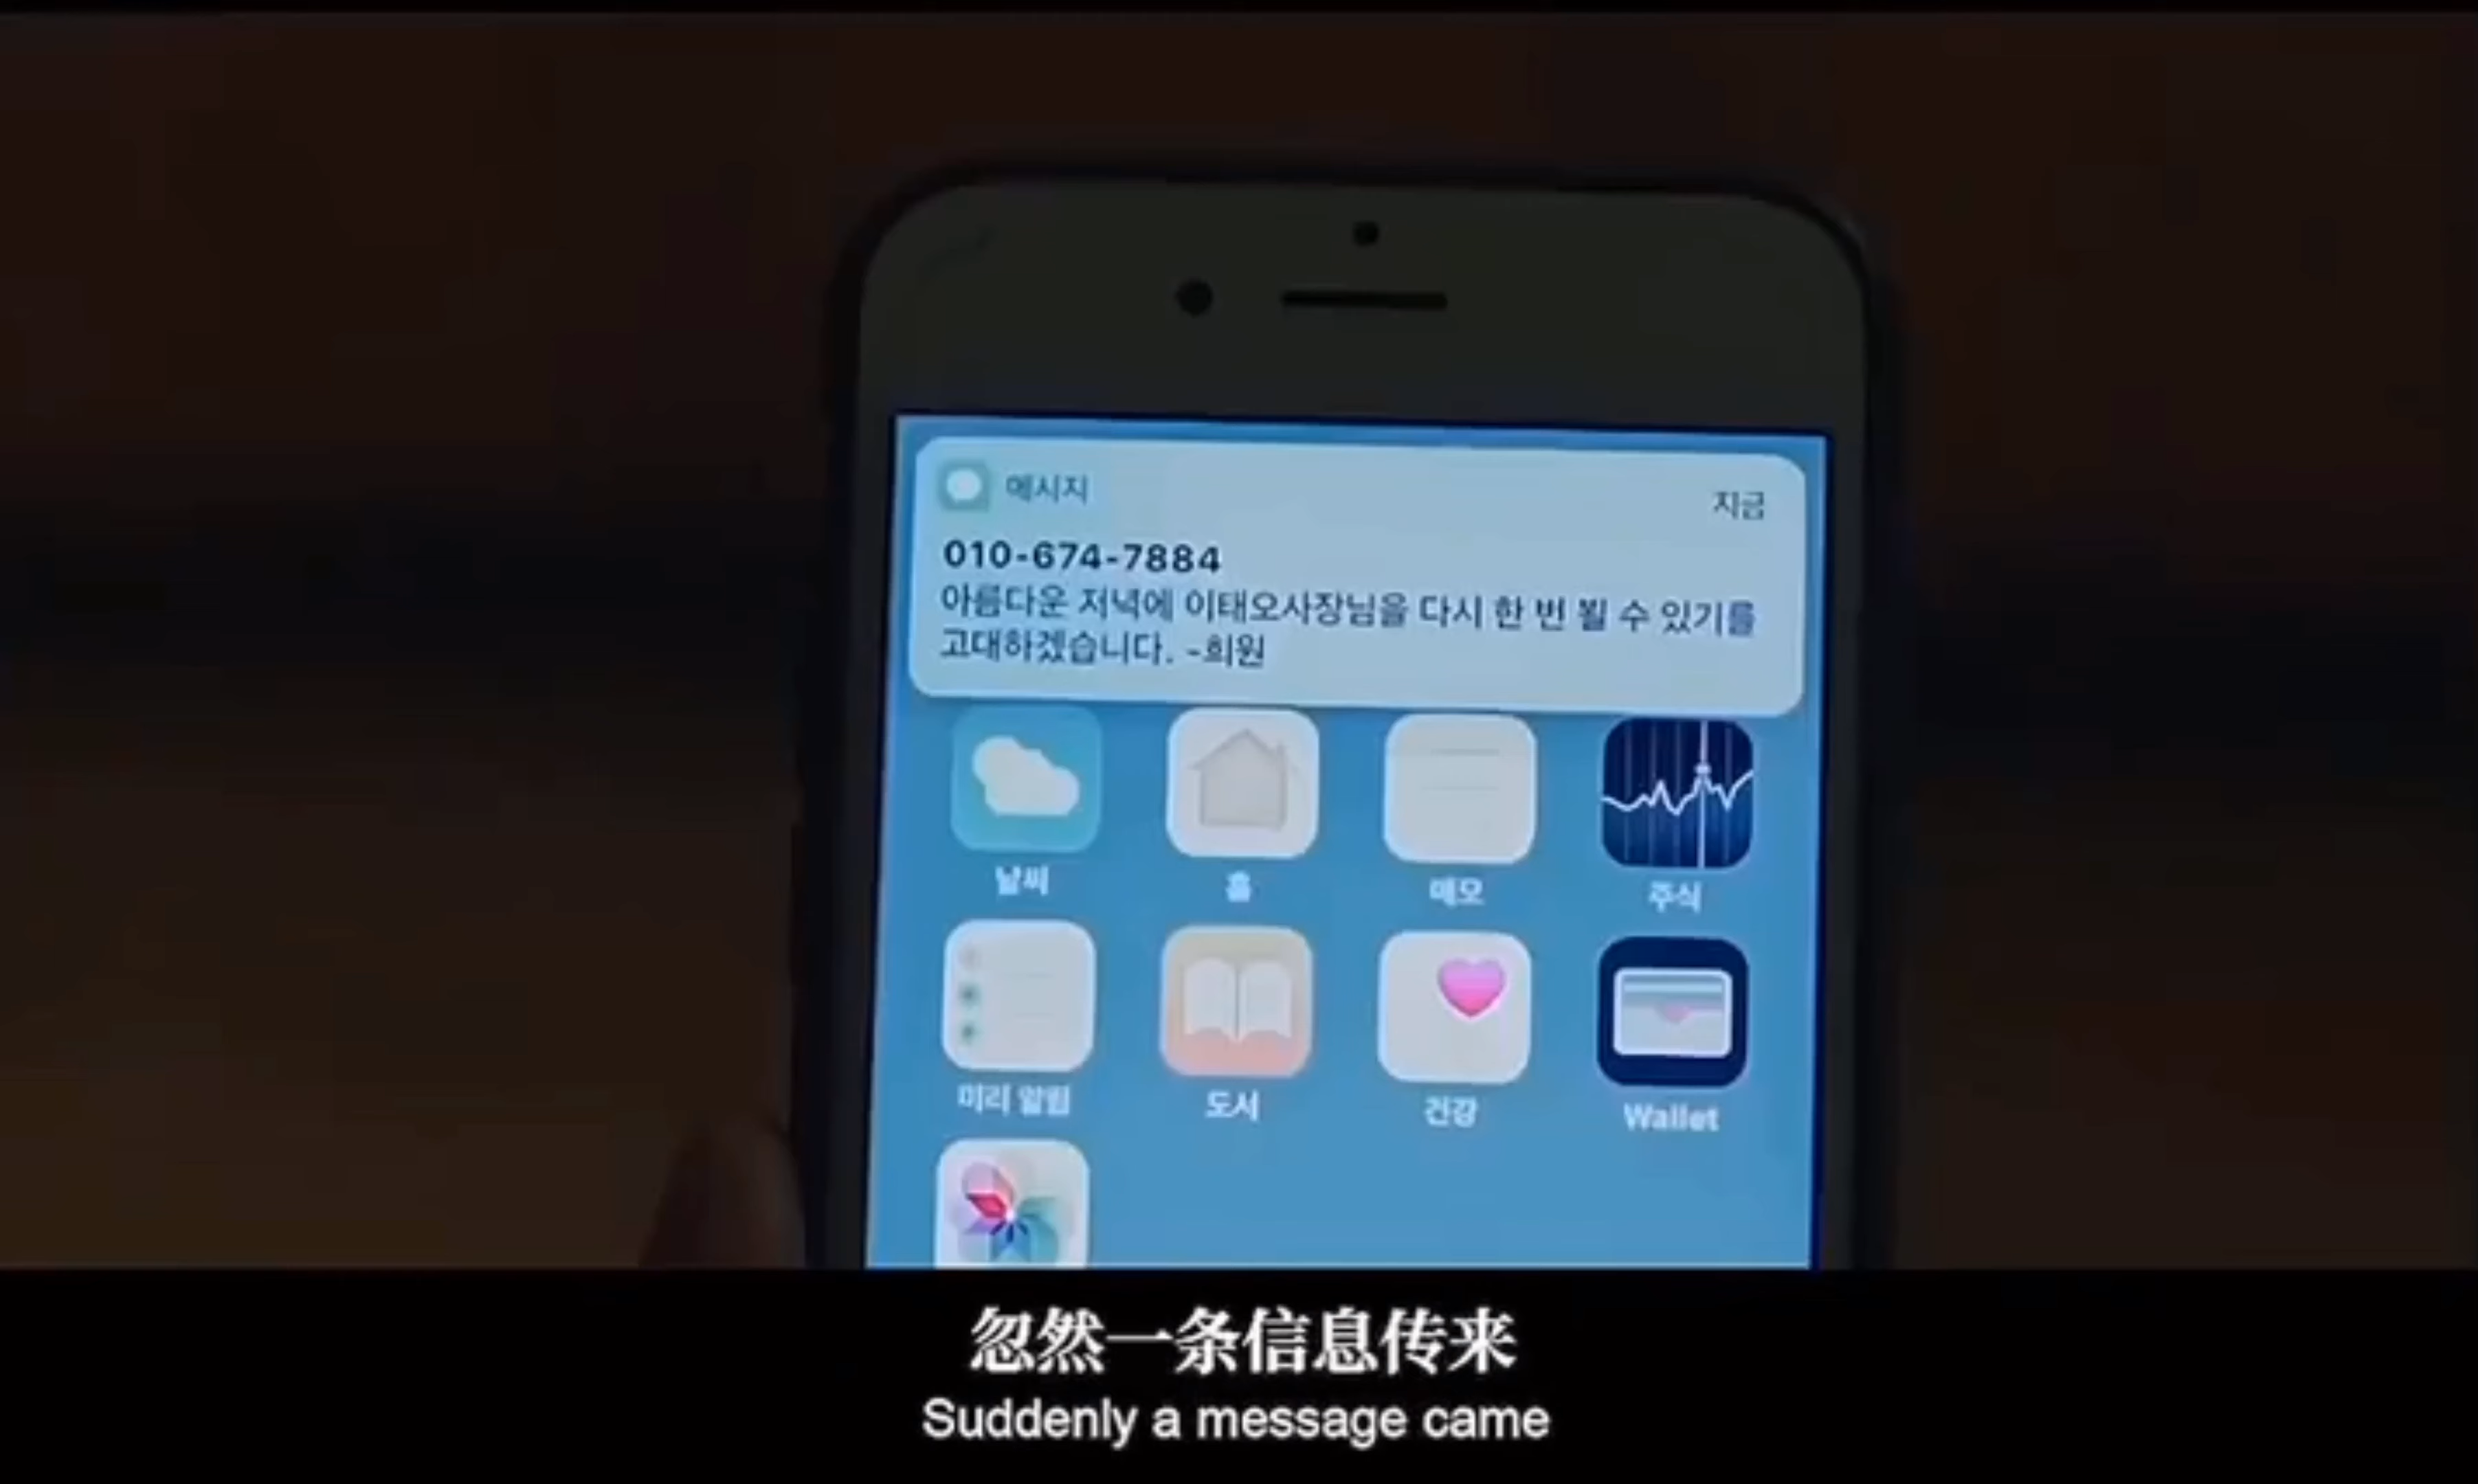 메시지
지금
010-674-7884
아름다운 저녁에 이태오사장님을 다시 한 번 뵐 수 있기를
고대하겠습니다. -희원
날씨
홈
메모
주식
미리 알림
도서
건강
Wallet
忽然一条信息传来
Suddenly a message came